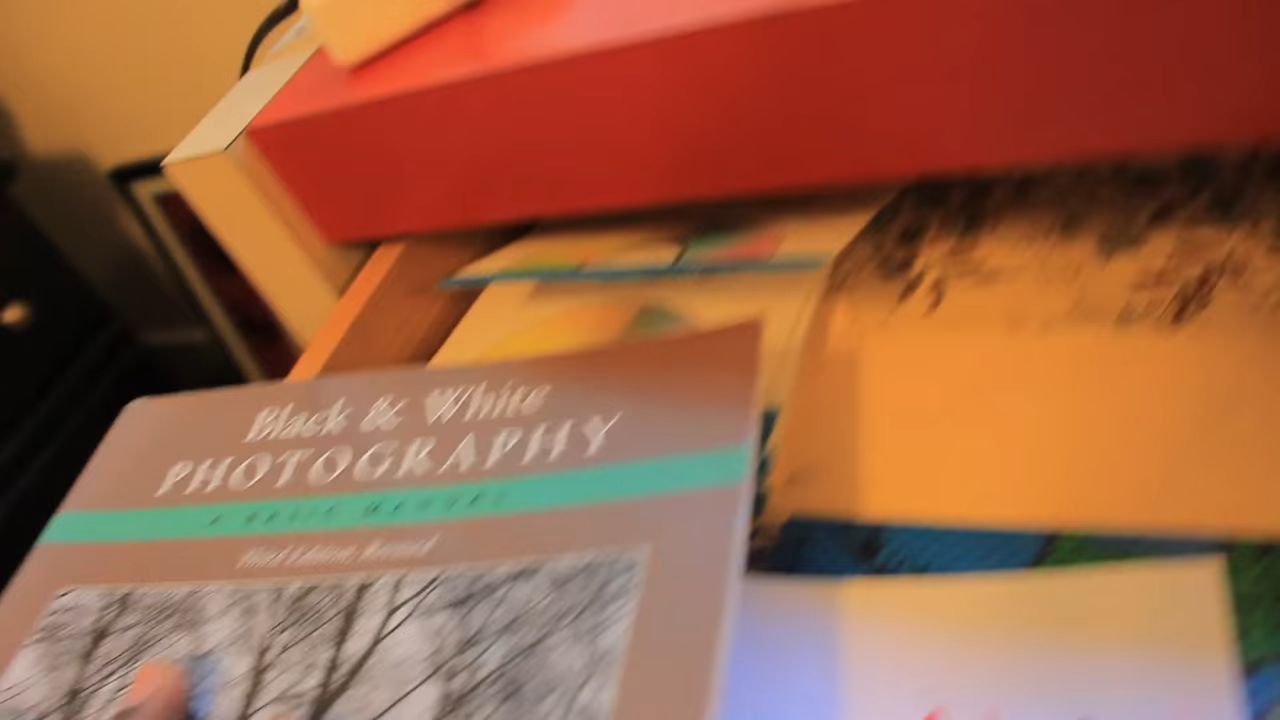 Black & White
PHOTOGRAPHY
A BASIC MANUAL
Third Edition, Revised